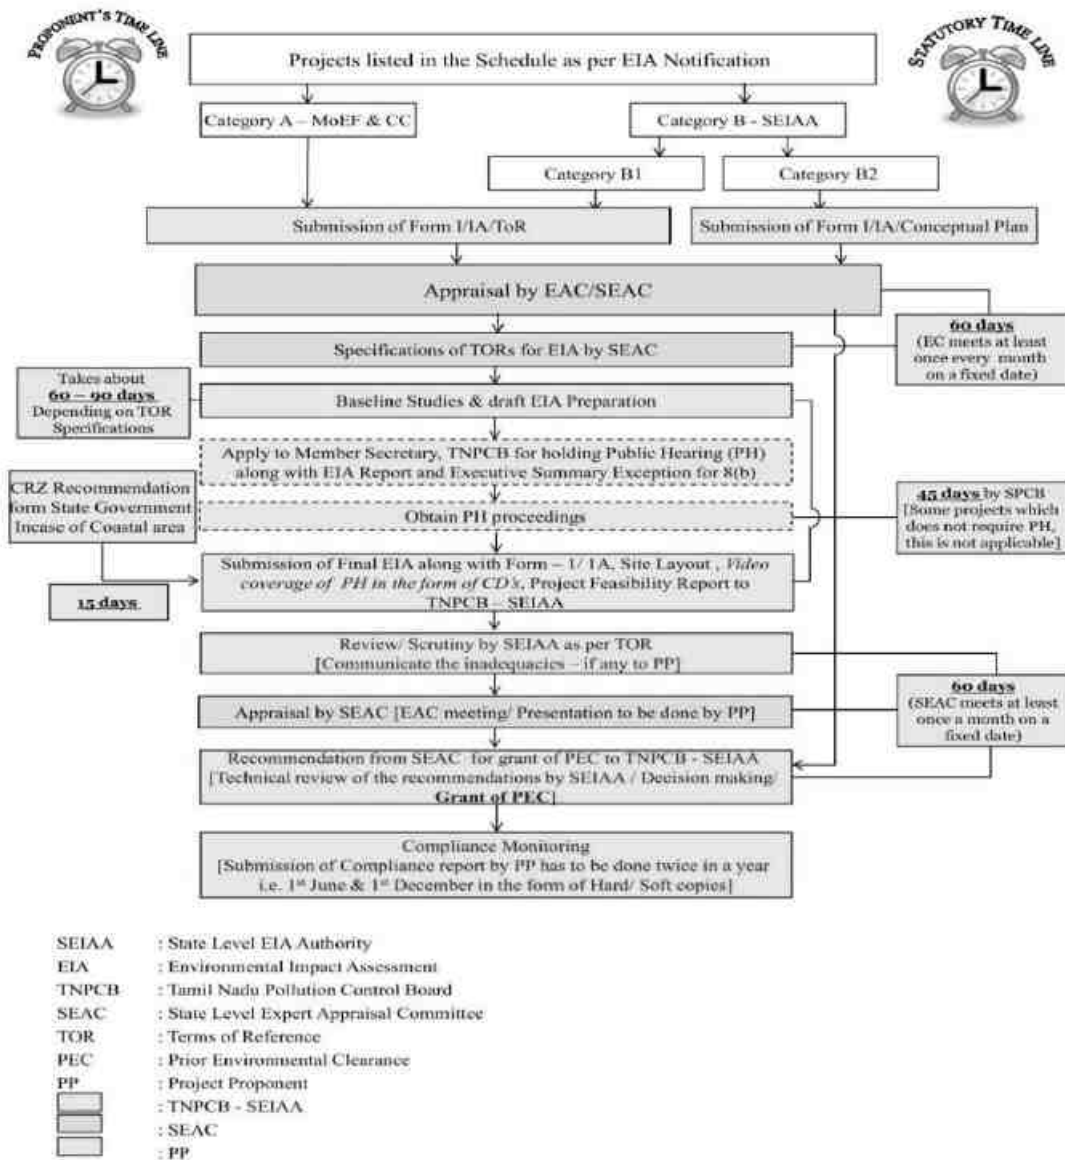 PROPONENT'S TIME LINE
STATUTORY TIME LINE
Projects listed in the Schedule as per EIA Notification
Category A – MoEF & CC
Category B - SEIAA
Category B1
Category B2
Submission of Form I/IA/ToR
Submission of Form I/IA/Conceptual Plan
Appraisal by EAC/SEAC
Specifications of TORs for EIA by SEAC
60 days
(EC meets at least
once every month
on a fixed date)
Takes about
60 – 90 days
Depending on TOR
Specifications
Baseline Studies & draft EIA Preparation
Apply to Member Secretary, TNPCB for holding Public Hearing (PH)
along with EIA Report and Executive Summary Exception for 8(b)
CRZ Recommendation
form State Government
Incase of Coastal area
Obtain PH proceedings
45 days by SPCB
[Some projects which
does not require PH,
this is not applicable]
Submission of Final EIA along with Form – 1/ 1A, Site Layout , Video
coverage of PH in the form of CD's, Project Feasibility Report to
TNPCB – SEIAA
15 days
Review/ Scrutiny by SEIAA as per TOR
[Communicate the inadequacies – if any to PP]
60 days
(SEAC meets at least
once a month on a
fixed date)
Appraisal by SEAC [EAC meeting/ Presentation to be done by PP]
Recommendation from SEAC for grant of PEC to TNPCB - SEIAA
[Technical review of the recommendations by SEIAA / Decision making/
Grant of PEC]
Compliance Monitoring
[Submission of Compliance report by PP has to be done twice in a year
i.e. 1st June & 1st December in the form of Hard/ Soft copies]
SEIAA : State Level EIA Authority
EIA : Environmental Impact Assessment
TNPCB : Tamil Nadu Pollution Control Board
SEAC : State Level Expert Appraisal Committee
TOR : Terms of Reference
PEC : Prior Environmental Clearance
PP : Project Proponent
: TNPCB - SEIAA
: SEAC
: PP